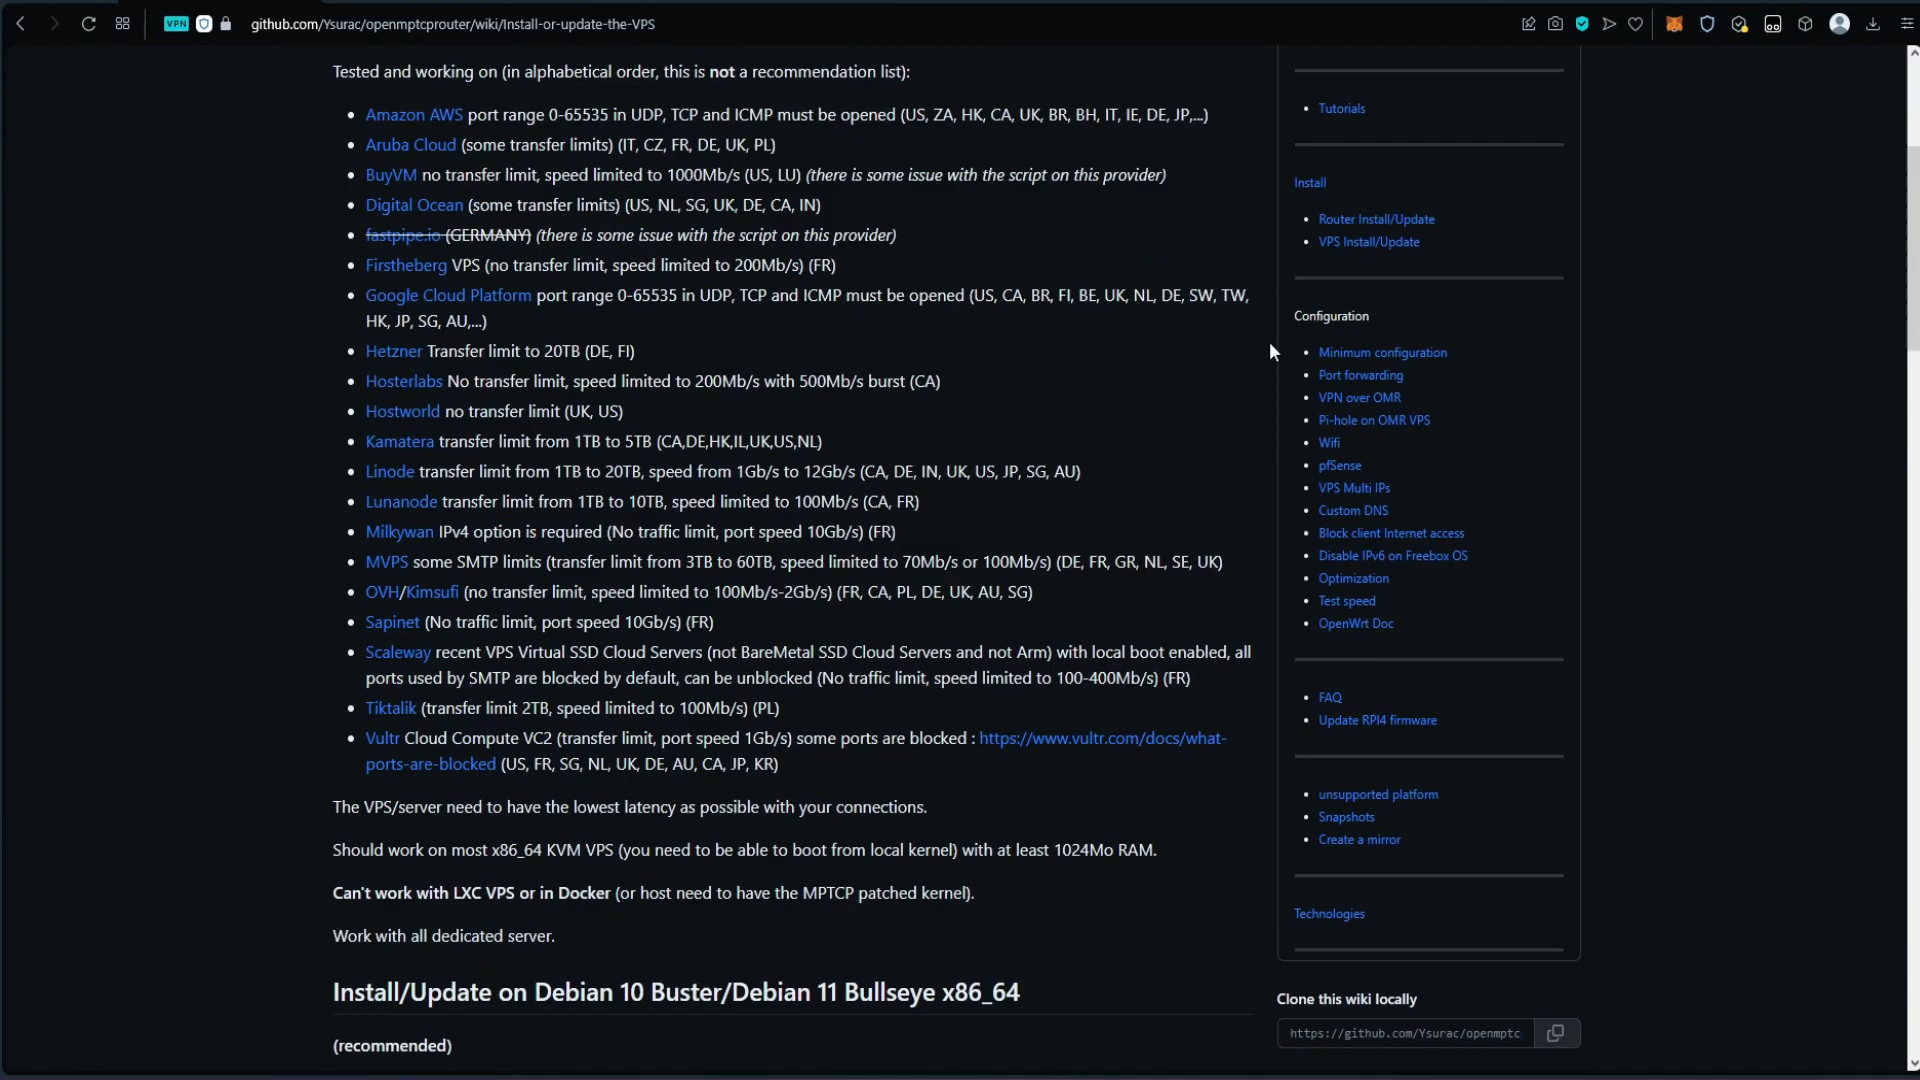 VPN
github.com/Ysurac/openmptcprouter/wiki/Install-or-update-the-VPS
Tested and working on (in alphabetical order, this is not a recommendation list):
Amazon AWS port range 0-65535 in UDP, TCP and ICMP must be opened (US, ZA, HK, CA, UK, BR, BH, IT, IE, DE, JP,...)
Aruba Cloud (some transfer limits) (IT, CZ, FR, DE, UK, PL)
BuyVM no transfer limit, speed limited to 1000Mb/s (US, LU) (there is some issue with the script on this provider)
Digital Ocean (some transfer limits) (US, NL, SG, UK, DE, CA, IN)
fastpipe.io (GERMANY) (there is some issue with the script on this provider)
Firstheberg VPS (no transfer limit, speed limited to 200Mb/s) (FR)
Google Cloud Platform port range 0-65535 in UDP, TCP and ICMP must be opened (US, CA, BR, FI, BE, UK, NL, DE, SW, TW,
HK, JP, SG, AU,...)
Hetzner Transfer limit to 20TB (DE, FI)
Hosterlabs No transfer limit, speed limited to 200Mb/s with 500Mb/s burst (CA)
Hostworld no transfer limit (UK, US)
Kamatera transfer limit from 1TB to 5TB (CA,DE,HK,IL,UK,US,NL)
Linode transfer limit from 1TB to 20TB, speed from 1Gb/s to 12Gb/s (CA, DE, IN, UK, US, JP, SG, AU)
Lunanode transfer limit from 1TB to 10TB, speed limited to 100Mb/s (CA, FR)
Milkywan IPv4 option is required (No traffic limit, port speed 10Gb/s) (FR)
MVPS some SMTP limits (transfer limit from 3TB to 60TB, speed limited to 70Mb/s or 100Mb/s) (DE, FR, GR, NL, SE, UK)
OVH/Kimsufi (no transfer limit, speed limited to 100Mb/s-2Gb/s) (FR, CA, PL, DE, UK, AU, SG)
Sapinet (No traffic limit, port speed 10Gb/s) (FR)
Scaleway recent VPS Virtual SSD Cloud Servers (not BareMetal SSD Cloud Servers and not Arm) with local boot enabled, all
ports used by SMTP are blocked by default, can be unblocked (No traffic limit, speed limited to 100-400Mb/s) (FR)
Tiktalik (transfer limit 2TB, speed limited to 100Mb/s) (PL)
Vultr Cloud Compute VC2 (transfer limit, port speed 1Gb/s) some ports are blocked : https://www.vultr.com/docs/what-
ports-are-blocked (US, FR, SG, NL, UK, DE, AU, CA, JP, KR)
The VPS/server need to have the lowest latency as possible with your connections.
Should work on most x86_64 KVM VPS (you need to be able to boot from local kernel) with at least 1024Mo RAM.
Can't work with LXC VPS or in Docker (or host need to have the MPTCP patched kernel).
Work with all dedicated server.
Install/Update on Debian 10 Buster/Debian 11 Bullseye x86_64
(recommended)
Tutorials
Install
Router Install/Update
VPS Install/Update
Configuration
Minimum configuration
Port forwarding
VPN over OMR
Pi-hole on OMR VPS
Wifi
pfSense
VPS Multi IPs
Custom DNS
Block client Internet access
Disable IPv6 on Freebox OS
Optimization
Test speed
OpenWrt Doc
FAQ
Update RPI4 firmware
unsupported platform
Snapshots
Create a mirror
Technologies
Clone this wiki locally
https://github.com/Ysurac/openmptc